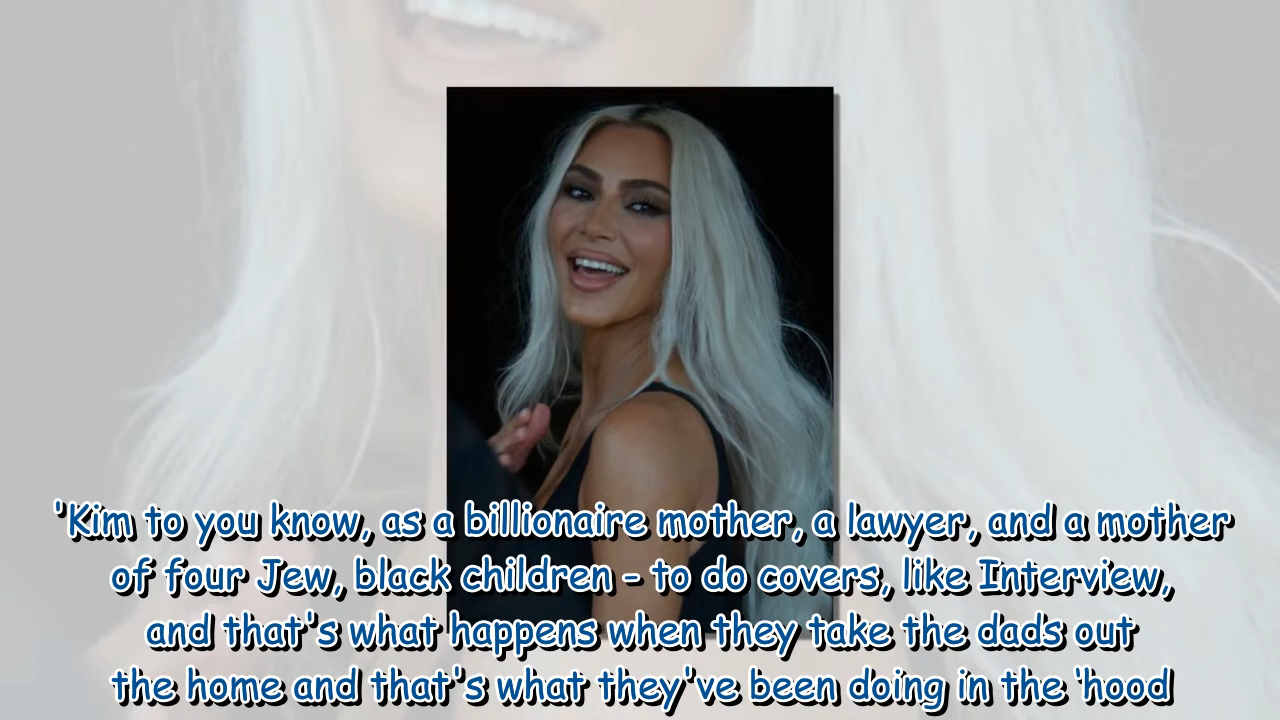 'Kim to you know, as a billionaire mother, a lawyer, and a mother
of four Jew, black children - to do covers, like Interview,
and that's what happens when they take the dads out
the home and that's what they've been doing in the 'hood